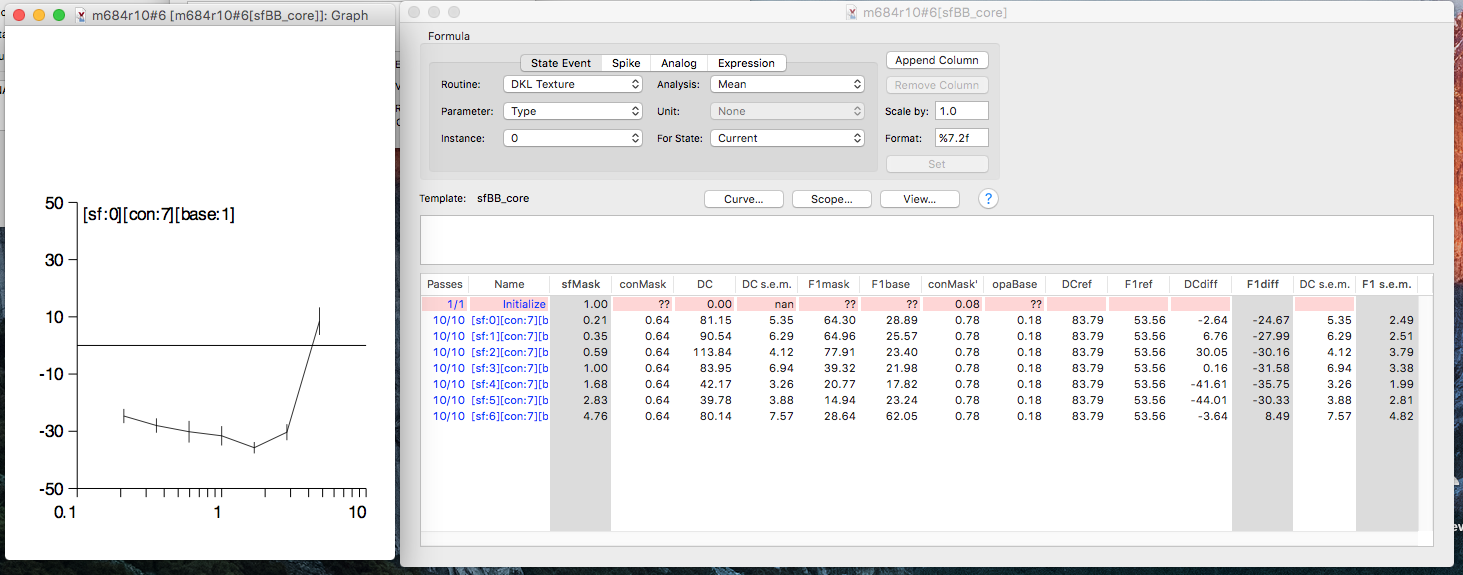 m684r10#6 [m684r10#6[sfBB_core]]: Graph
[sf:0][con:7][base:1]
50
30
10
-10
-30
-50
0.1 1 10
m684r10#6[sfBB_core]
Formula
State Event Spike Analog Expression
Append Column
Routine: DKL Texture Analysis: Mean
Remove Column
Parameter: Type Unit: None
Scale by: 1.0
Instance: 0 For State: Current
Format: %7.2f
Set
Template: sfBB_core Curve... Scope... View... ?
Passes Name sfMask conMask DC DC s.e.m. F1mask F1base conMask' opaBase DCref F1ref DCdiff F1diff DC s.e.m. F1 s.e.m.
1/1 Initialize 1.00 ?? 0.00 nan ?? ?? 0.08 ??
10/10 [sf:0][con:7][b 0.21 0.64 81.15 5.35 64.30 28.89 0.78 0.18 83.79 53.56 -2.64 -24.67 5.35 2.49
10/10 [sf:1][con:7][b 0.35 0.64 90.54 6.29 64.96 25.57 0.78 0.18 83.79 53.56 6.76 -27.99 6.29 2.51
10/10 [sf:2][con:7][b 0.59 0.64 113.84 4.12 77.91 23.40 0.78 0.18 83.79 53.56 30.05 -30.16 4.12 3.79
10/10 [sf:3][con:7][b 1.00 0.64 83.95 6.94 39.32 21.98 0.78 0.18 83.79 53.56 0.16 -31.58 6.94 3.38
10/10 [sf:4][con:7][b 1.68 0.64 42.17 3.26 20.77 17.82 0.78 0.18 83.79 53.56 -41.61 -35.75 3.26 1.99
10/10 [sf:5][con:7][b 2.83 0.64 39.78 3.88 14.94 23.24 0.78 0.18 83.79 53.56 -44.01 -30.33 3.88 2.81
10/10 [sf:6][con:7][b 4.76 0.64 80.14 7.57 28.64 62.05 0.78 0.18 83.79 53.56 -3.64 8.49 7.57 4.82